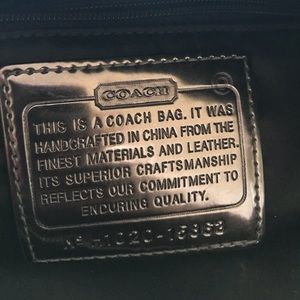 COACH
THIS IS A COACH BAG. IT WAS
HANDCRAFTED IN CHINA FROM THE
FINEST MATERIALS AND LEATHER.
ITS SUPERIOR CRAFTSMANSHIP
REFLECTS OUR COMMITMENT TO
ENDURING QUALITY.